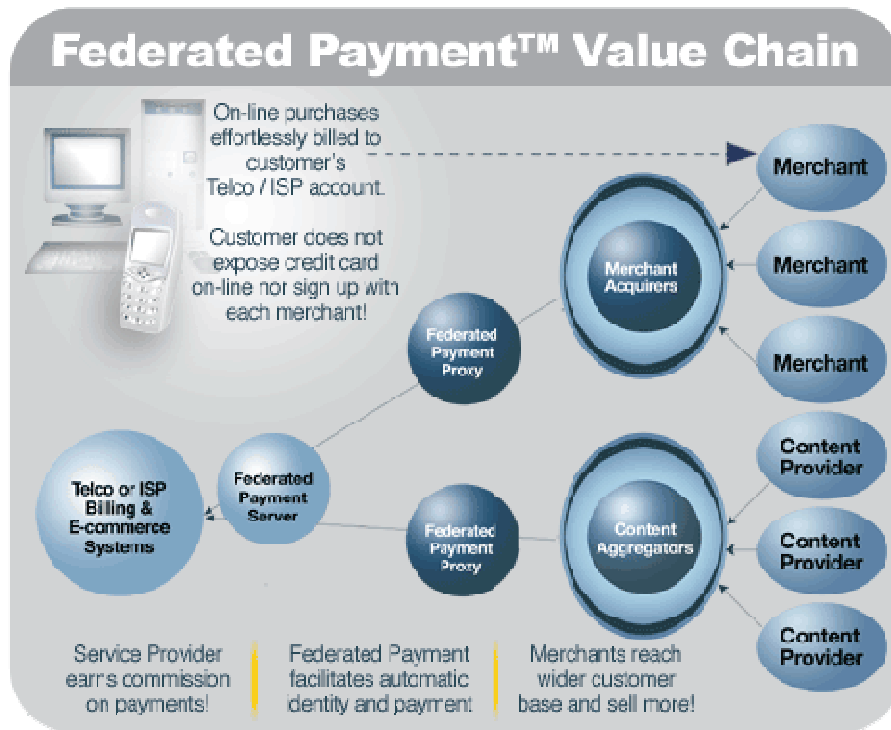 Federated Payment™ Value Chain
On-line purchases
effortlessly billed to
customer's
Telco / ISP account.
Customer does not
expose credit card
on-line nor sign up with
each merchant!
Merchant
Merchant
Merchant
Merchant
Acquirers
Federated
Payment
Proxy
Telco or ISP
Billing &
E-commerce
Systems
Federated
Payment
Server
Federated
Payment
Proxy
Content
Aggregators
Content
Provider
Content
Provider
Content
Provider
Service Provider
earns commission
on payments!
Federated Payment
facilitates automatic
identity and payment
Merchants reach
wider customer
base and sell more!